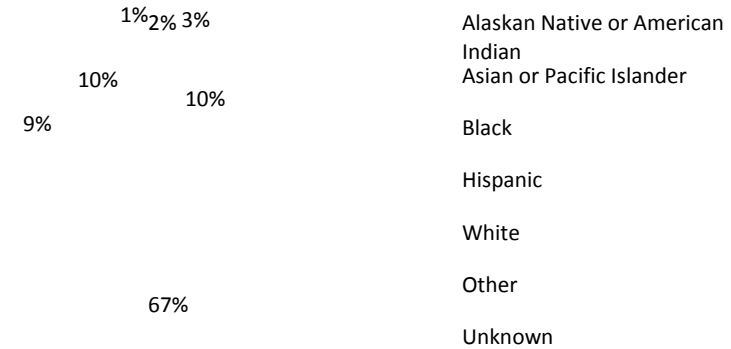 1%
2%
3%
10%
10%
9%
67%
Alaskan Native or American
Indian
Asian or Pacific Islander
Black
Hispanic
White
Other
Unknown